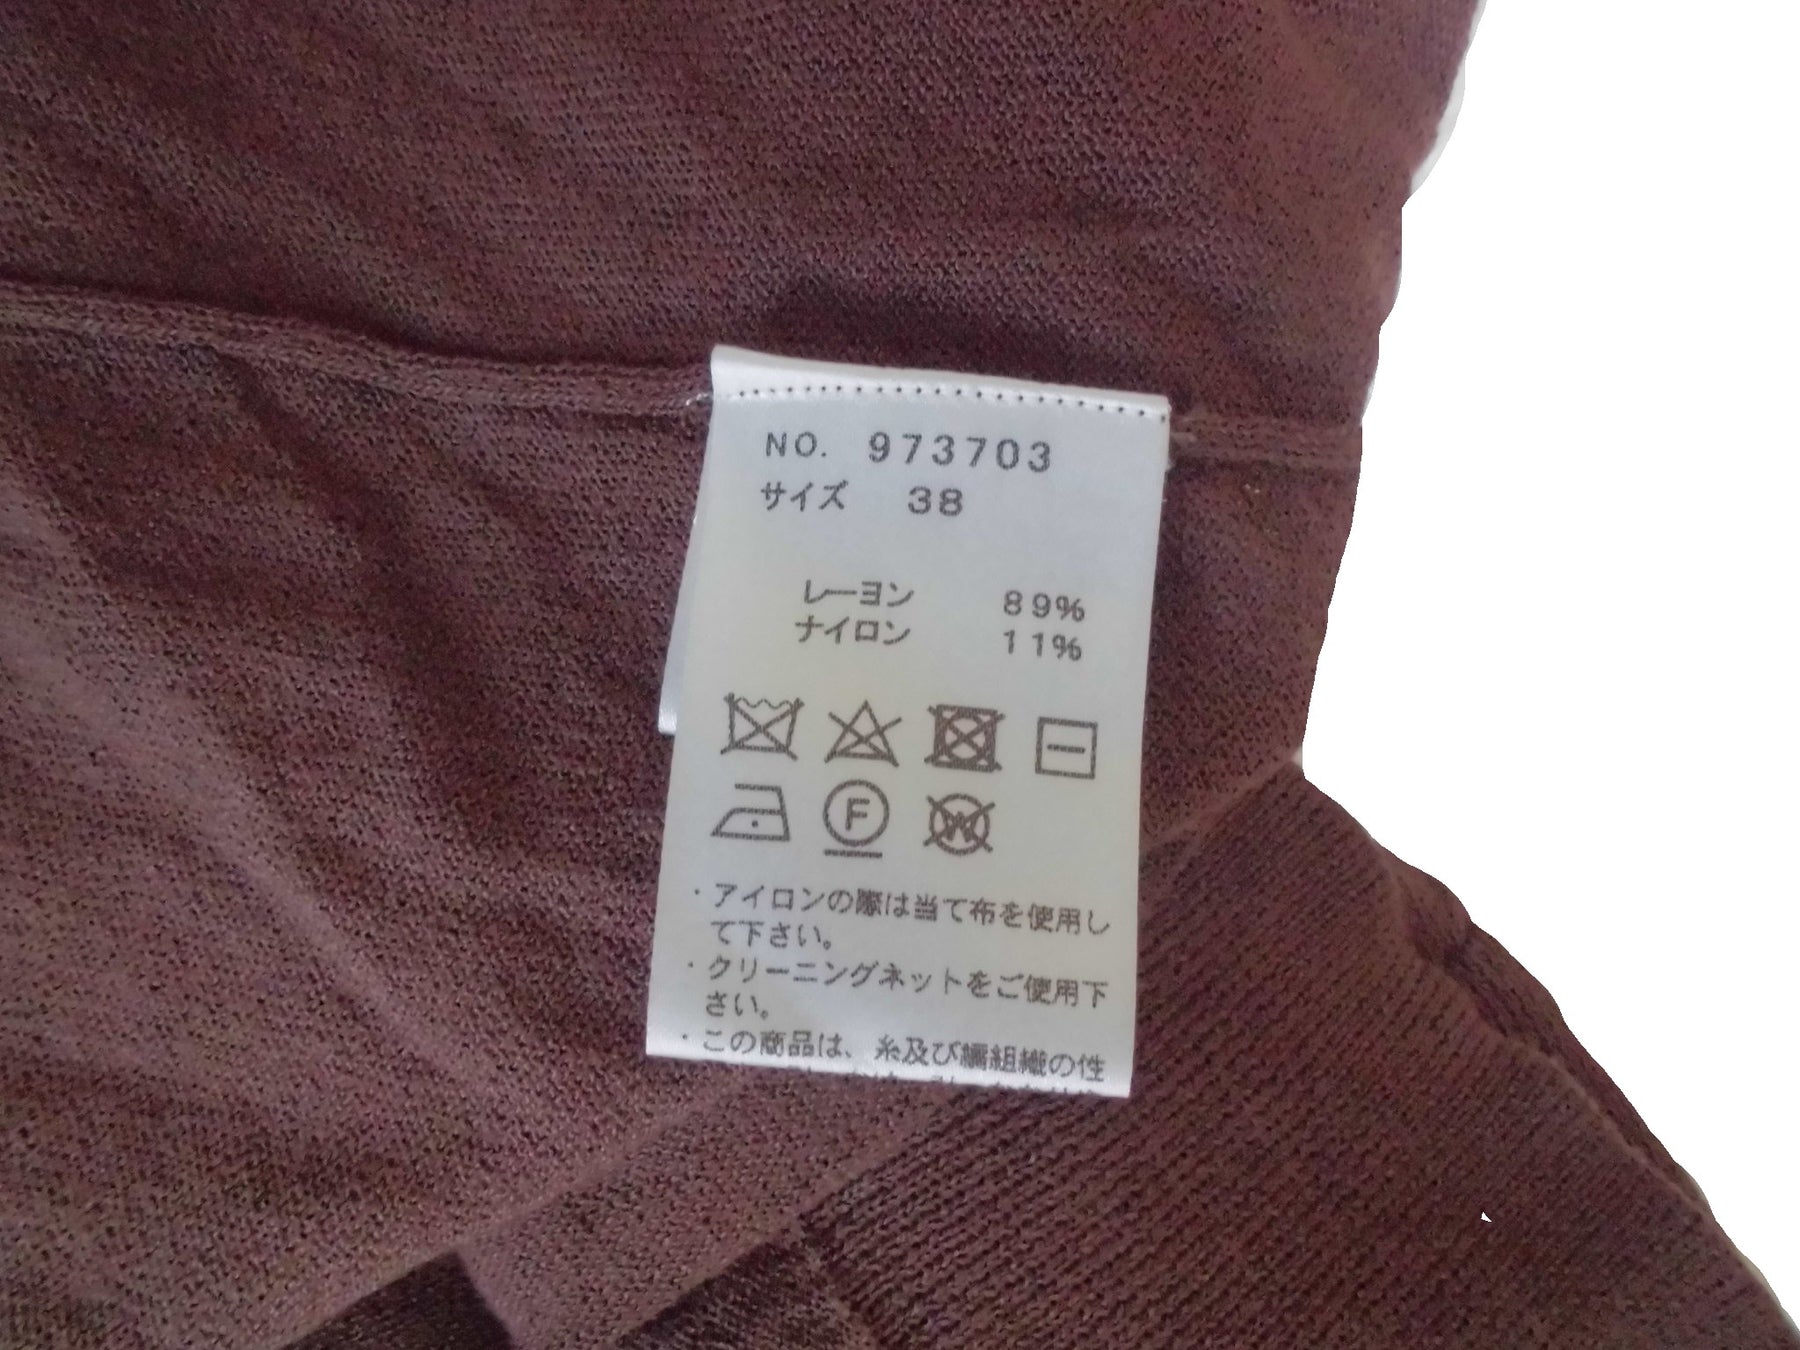 NO. 973703
サイズ 38
レーヨン 89%
ナイロン 11%
F
W
・アイロンの際は当て布を使用し
て下さい。
・クリーニングネットをご使用下
さい。
・この商品は、糸及び編組織の性